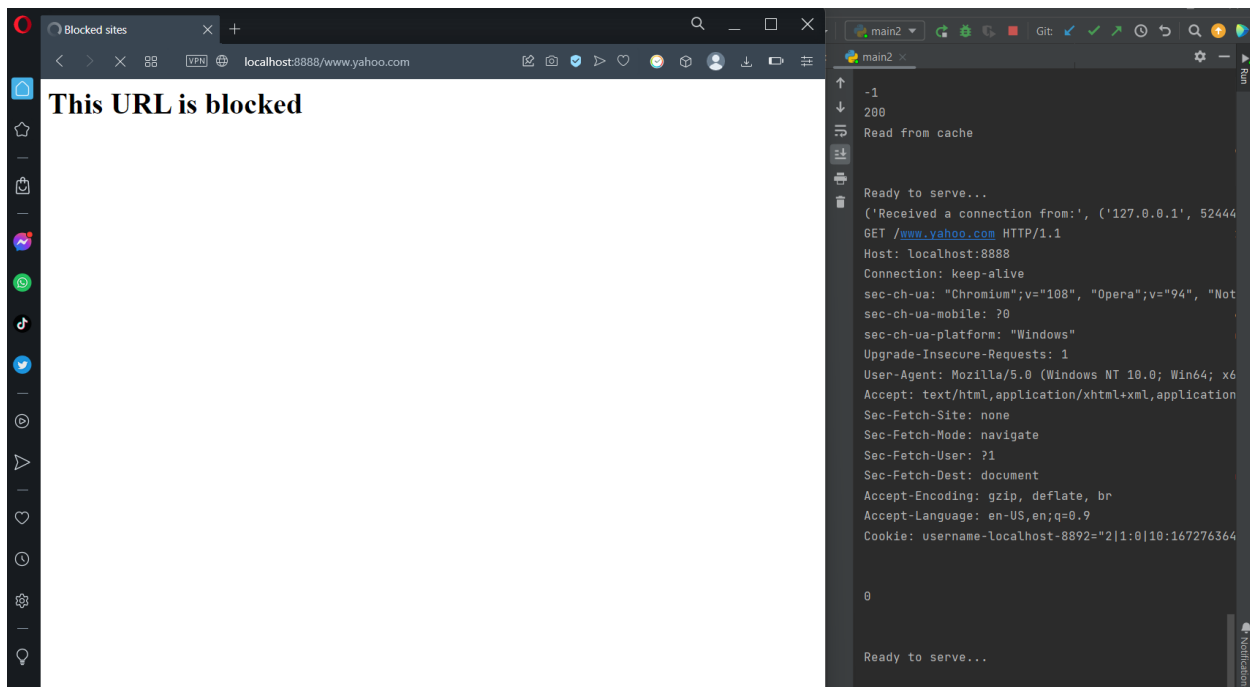 Blocked sites
VPN
localhost:8888/www.yahoo.com
This URL is blocked
main2
Git:
main2
Run
-1
200
Read from cache
Ready to serve...
('Received a connection from:', ('127.0.0.1', 52444
GET /www.yahoo.com HTTP/1.1
Host: localhost:8888
Connection: keep-alive
sec-ch-ua: "Chromium";v="108", "Opera";v="94", "Not
sec-ch-ua-mobile: ?0
sec-ch-ua-platform: "Windows"
Upgrade-Insecure-Requests: 1
User-Agent: Mozilla/5.0 (Windows NT 10.0; Win64; x6
Accept: text/html,application/xhtml+xml,application
Sec-Fetch-Site: none
Sec-Fetch-Mode: navigate
Sec-Fetch-User: ?1
Sec-Fetch-Dest: document
Accept-Encoding: gzip, deflate, br
Accept-Language: en-US,en;q=0.9
Cookie: username-localhost-8892="2|1:0|10:167276364
0
Ready to serve...
Notification